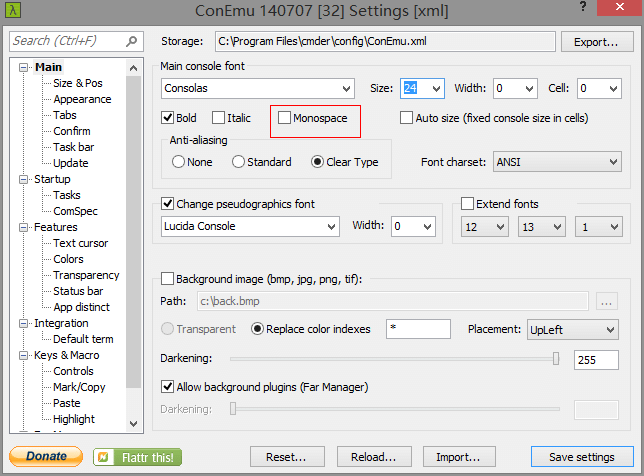 ConEmu 140707 [32] Settings [xml]
Search (Ctrl+F)
Storage: C:\Program Files\cmder\config\ConEmu.xml Export...
Main
Size & Pos
Appearance
Tabs
Confirm
Task bar
Update
Startup
Tasks
ComSpec
Features
Text cursor
Colors
Transparency
Status bar
App distinct
Integration
Default term
Keys & Macro
Controls
Mark/Copy
Paste
Highlight
Main console font
Consolas Size: 24 Width: 0 Cell: 0
Bold Italic Monospace Auto size (fixed console size in cells)
Anti-aliasing
None Standard Clear Type Font charset: ANSI
Change pseudographics font Extend fonts
Lucida Console Width: 0 12 13 1
Background image (bmp, jpg, png, tif):
Path: c:\back.bmp ...
Transparent Replace color indexes * Placement: UpLeft
Darkening: 255
Allow background plugins (Far Manager)
Darkening:
Donate Flattr this! Reset... Reload... Import... Save settings